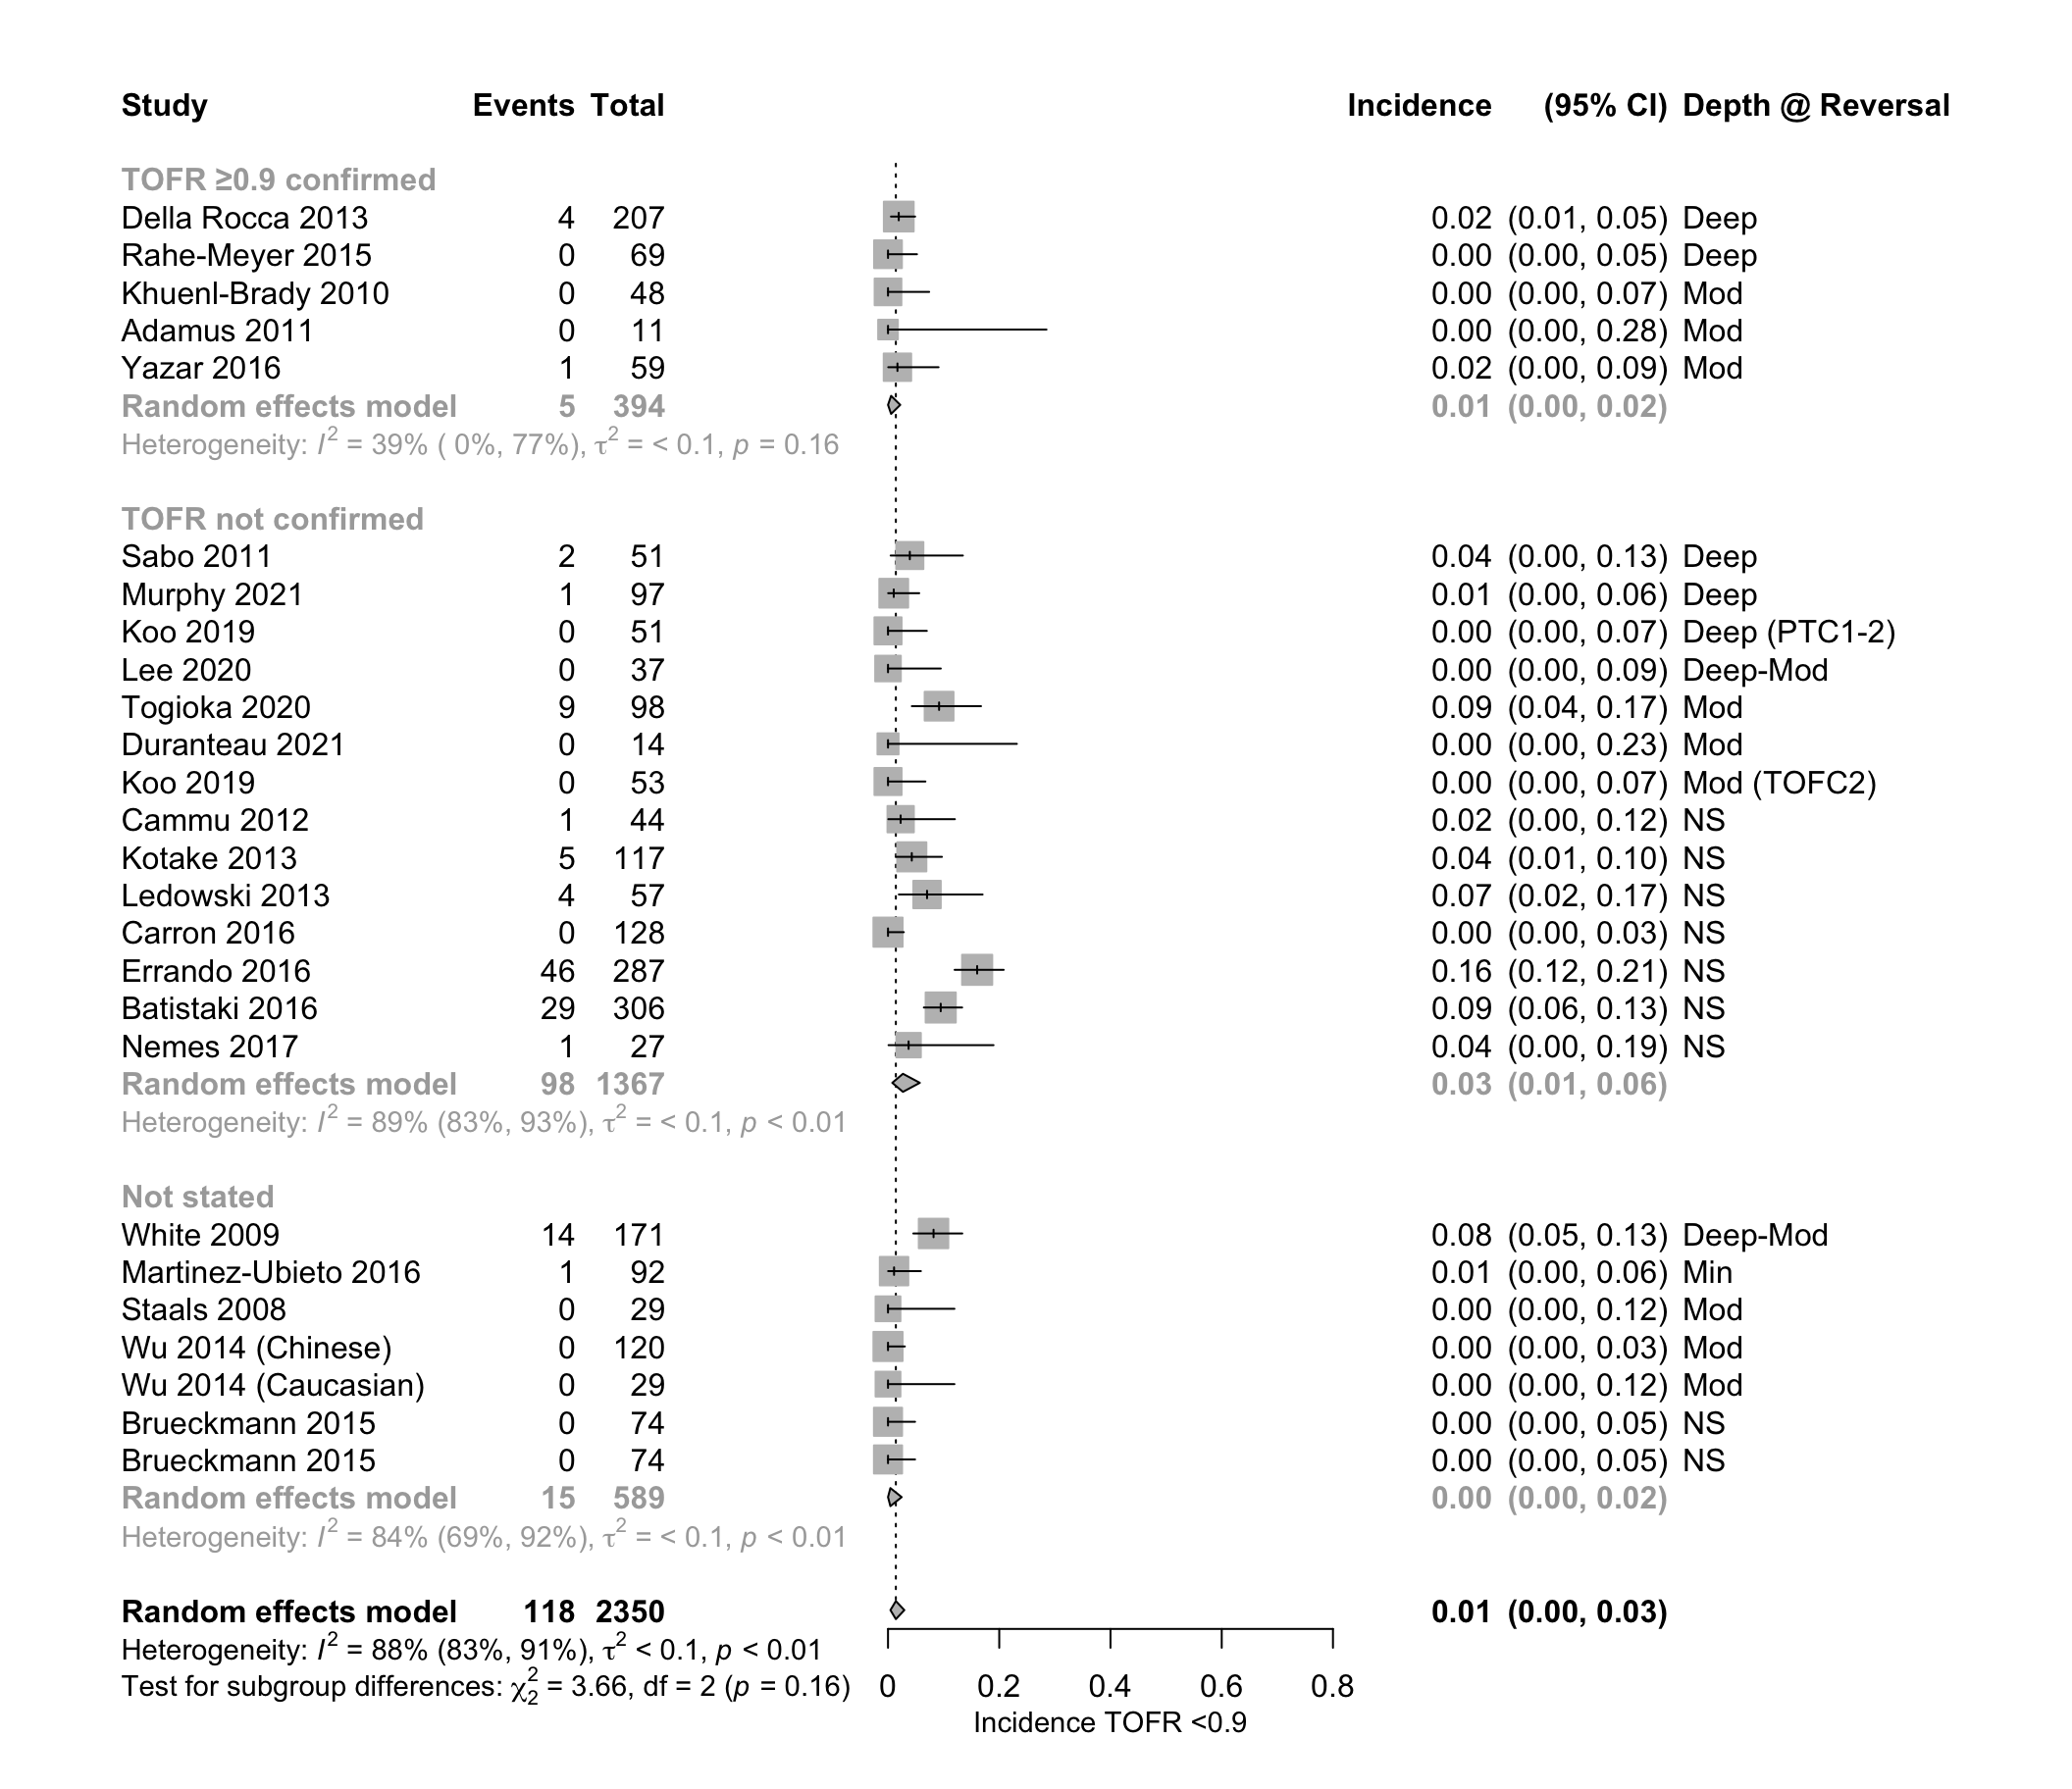 Study Events Total Incidence (95% CI) Depth @ Reversal
TOFR ≥0.9 confirmed
Della Rocca 2013 4 207 0.02 (0.01, 0.05) Deep
Rahe-Meyer 2015 0 69 0.00 (0.00, 0.05) Deep
Khuenl-Brady 2010 0 48 0.00 (0.00, 0.07) Mod
Adamus 2011 0 11 0.00 (0.00, 0.28) Mod
Yazar 2016 1 59 0.02 (0.00, 0.09) Mod
Random effects model 5 394 0.01 (0.00, 0.02)
Heterogeneity: I² = 39% ( 0%, 77%), τ² = < 0.1, p = 0.16
TOFR not confirmed
Sabo 2011 2 51 0.04 (0.00, 0.13) Deep
Murphy 2021 1 97 0.01 (0.00, 0.06) Deep
Koo 2019 0 51 0.00 (0.00, 0.07) Deep (PTC1-2)
Lee 2020 0 37 0.00 (0.00, 0.09) Deep-Mod
Togioka 2020 9 98 0.09 (0.04, 0.17) Mod
Duranteau 2021 0 14 0.00 (0.00, 0.23) Mod
Koo 2019 0 53 0.00 (0.00, 0.07) Mod (TOFC2)
Cammu 2012 1 44 0.02 (0.00, 0.12) NS
Kotake 2013 5 117 0.04 (0.01, 0.10) NS
Ledowski 2013 4 57 0.07 (0.02, 0.17) NS
Carron 2016 0 128 0.00 (0.00, 0.03) NS
Errando 2016 46 287 0.16 (0.12, 0.21) NS
Batistaki 2016 29 306 0.09 (0.06, 0.13) NS
Nemes 2017 1 27 0.04 (0.00, 0.19) NS
Random effects model 98 1367 0.03 (0.01, 0.06)
Heterogeneity: I² = 89% (83%, 93%), τ² = < 0.1, p < 0.01
Not stated
White 2009 14 171 0.08 (0.05, 0.13) Deep-Mod
Martinez-Ubieto 2016 1 92 0.01 (0.00, 0.06) Min
Staals 2008 0 29 0.00 (0.00, 0.12) Mod
Wu 2014 (Chinese) 0 120 0.00 (0.00, 0.03) Mod
Wu 2014 (Caucasian) 0 29 0.00 (0.00, 0.12) Mod
Brueckmann 2015 0 74 0.00 (0.00, 0.05) NS
Brueckmann 2015 0 74 0.00 (0.00, 0.05) NS
Random effects model 15 589 0.00 (0.00, 0.02)
Heterogeneity: I² = 84% (69%, 92%), τ² = < 0.1, p < 0.01
Random effects model 118 2350 0.01 (0.00, 0.03)
Heterogeneity: I² = 88% (83%, 91%), τ² < 0.1, p < 0.01
Test for subgroup differences: χ²₂ = 3.66, df = 2 (p = 0.16) 0 0.2 0.4 0.6 0.8
Incidence TOFR <0.9